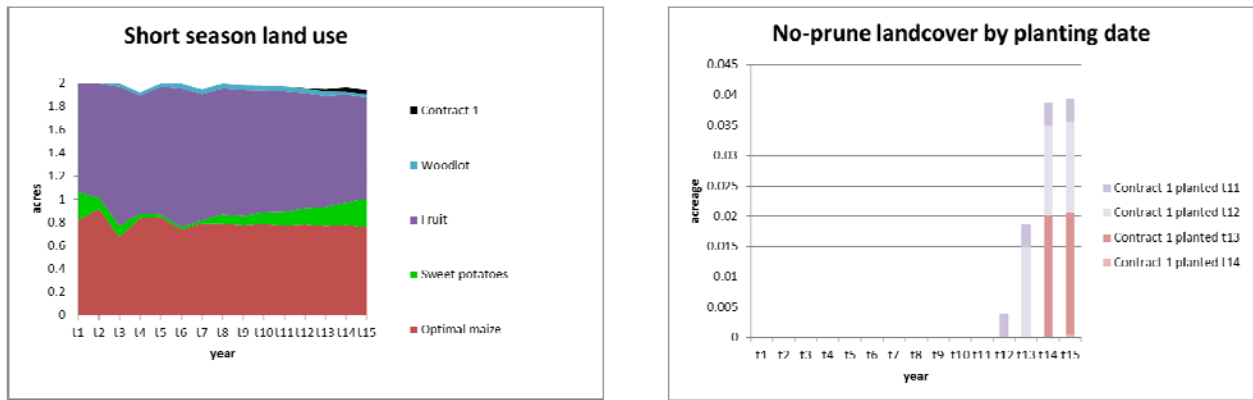 Short season land use
2
1.8
1.6
1.4
1.2
1
0.8
0.6
0.4
0.2
0
acres
t1 t2 t3 t4 t5 t6 t7 t8 t9 t10 t11 t12 t13 t14 t15
year
Contract 1
Woodlot
Fruit
Sweet potatoes
Optimal maize
No-prune landcover by planting date
0.045
0.04
0.035
0.03
0.025
0.02
0.015
0.01
0.005
0
acreage
t1 t2 t3 t4 t5 t6 t7 t8 t9 t10 t11 t12 t13 t14 t15
year
Contract 1 planted t11
Contract 1 planted t12
Contract 1 planted t13
Contract 1 planted t14